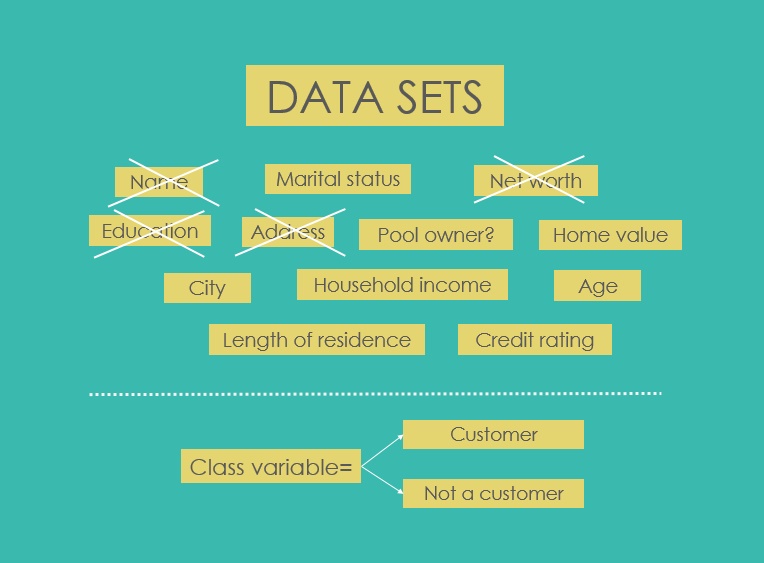 DATA SETS
Name
Marital status
Net worth
Education
Address
Pool owner?
Home value
City
Household income
Age
Length of residence
Credit rating
Class variable=
Customer
Not a customer